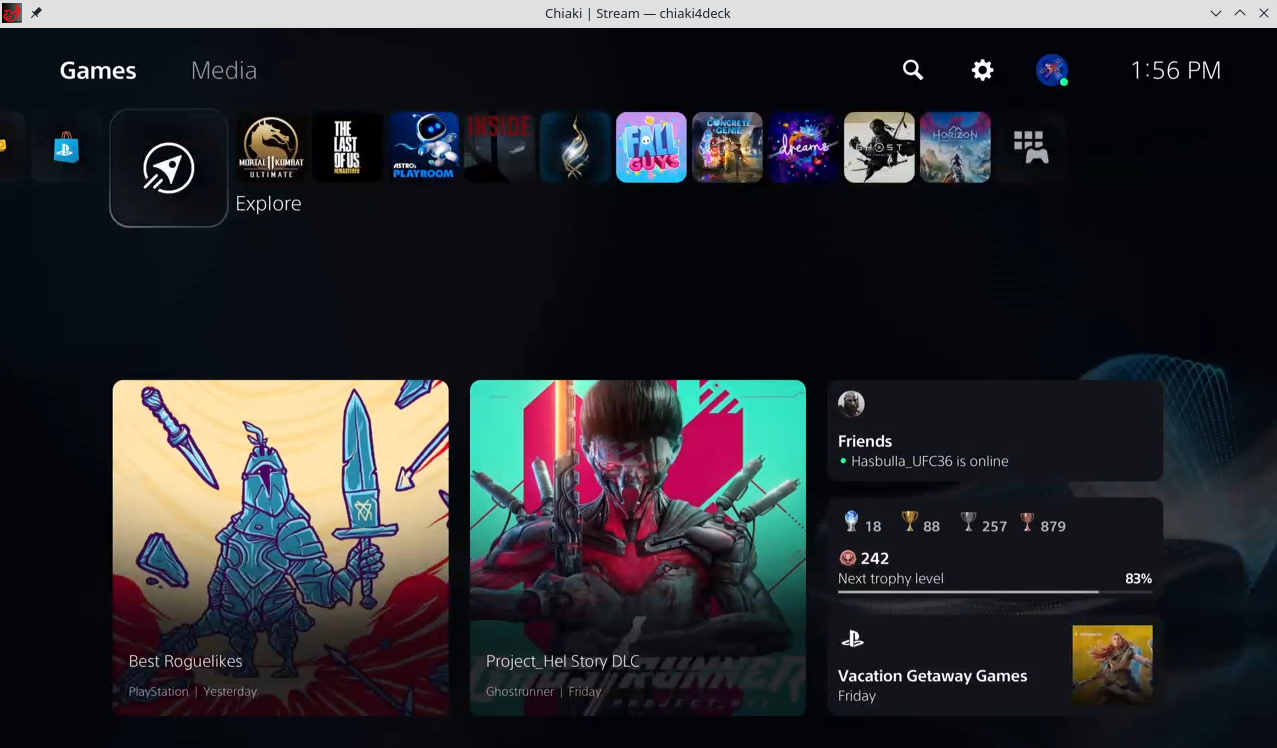 Chiaki | Stream — chiaki4deck
Games
Media
1:56 PM
MORTAL KOMBAT
11
ULTIMATE
THE
LAST
OF US
REMASTERED
ASTRO's
PLAYROOM
INSIDE
FALL
GUYS
CONCRETE
GENIE
dreams
GHOST
HORIZON
Explore
Best Roguelikes
PlayStation | Yesterday
Project_Hel Story DLC
Ghostrunner | Friday
PROJECT_HEL
Friends
Hasbulla_UFC36 is online
18 88 257 879
242
Next trophy level 83%
Vacation Getaway Games
Friday